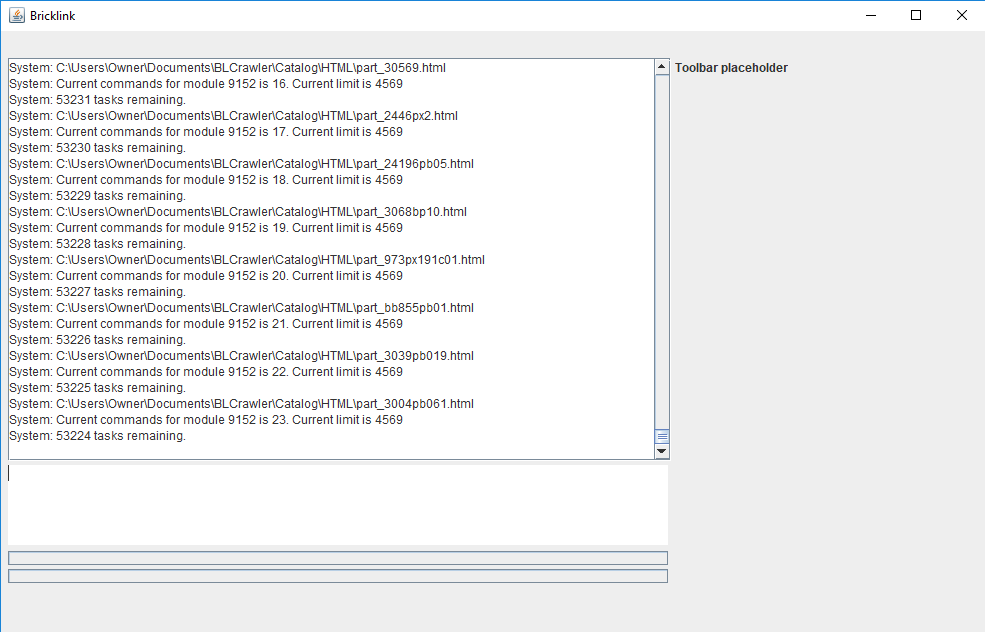 Bricklink
System: C:\Users\Owner\Documents\BLCrawler\Catalog\HTML\part_30569.html
Toolbar placeholder
System: Current commands for module 9152 is 16. Current limit is 4569
System: 53231 tasks remaining.
System: C:\Users\Owner\Documents\BLCrawler\Catalog\HTML\part_2446px2.html
System: Current commands for module 9152 is 17. Current limit is 4569
System: 53230 tasks remaining.
System: C:\Users\Owner\Documents\BLCrawler\Catalog\HTML\part_24196pb05.html
System: Current commands for module 9152 is 18. Current limit is 4569
System: 53229 tasks remaining.
System: C:\Users\Owner\Documents\BLCrawler\Catalog\HTML\part_3068bp10.html
System: Current commands for module 9152 is 19. Current limit is 4569
System: 53228 tasks remaining.
System: C:\Users\Owner\Documents\BLCrawler\Catalog\HTML\part_973px191c01.html
System: Current commands for module 9152 is 20. Current limit is 4569
System: 53227 tasks remaining.
System: C:\Users\Owner\Documents\BLCrawler\Catalog\HTML\part_bb855pb01.html
System: Current commands for module 9152 is 21. Current limit is 4569
System: 53226 tasks remaining.
System: C:\Users\Owner\Documents\BLCrawler\Catalog\HTML\part_3039pb019.html
System: Current commands for module 9152 is 22. Current limit is 4569
System: 53225 tasks remaining.
System: C:\Users\Owner\Documents\BLCrawler\Catalog\HTML\part_3004pb061.html
System: Current commands for module 9152 is 23. Current limit is 4569
System: 53224 tasks remaining.